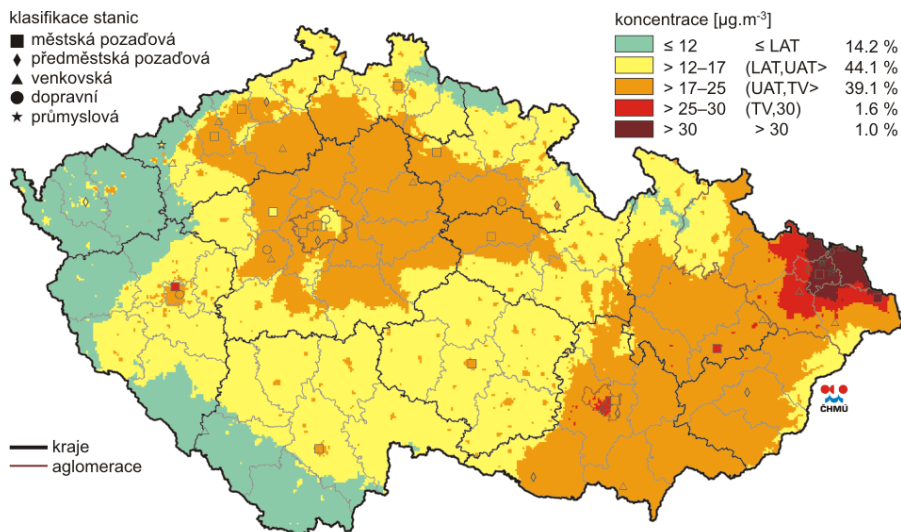 klasifikace stanic
městská pozaďová
předměstská pozaďová
venkovská
dopravní
průmyslová
koncentrace [µg.m-3]
≤ 12 ≤ LAT 14.2 %
> 12–17 (LAT,UAT> 44.1 %
> 17–25 (UAT,TV> 39.1 %
> 25–30 (TV,30) 1.6 %
> 30 > 30 1.0 %
ČHMÚ
kraje
aglomerace